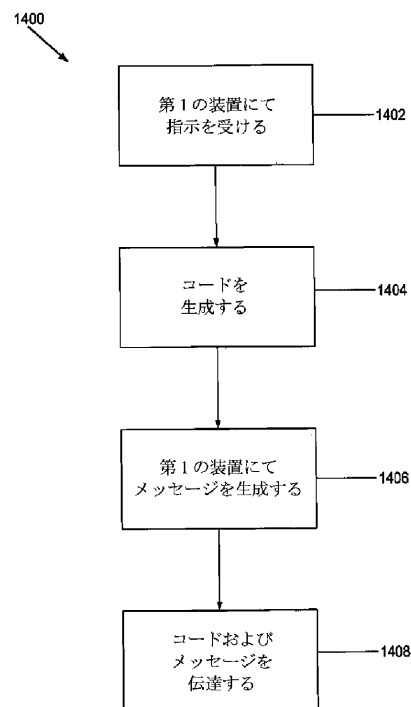 1400
第1の装置にて
指示を受ける
1402
コードを
生成する
1404
第1の装置にて
メッセージを生成する
1406
コードおよび
メッセージを
伝達する
1408